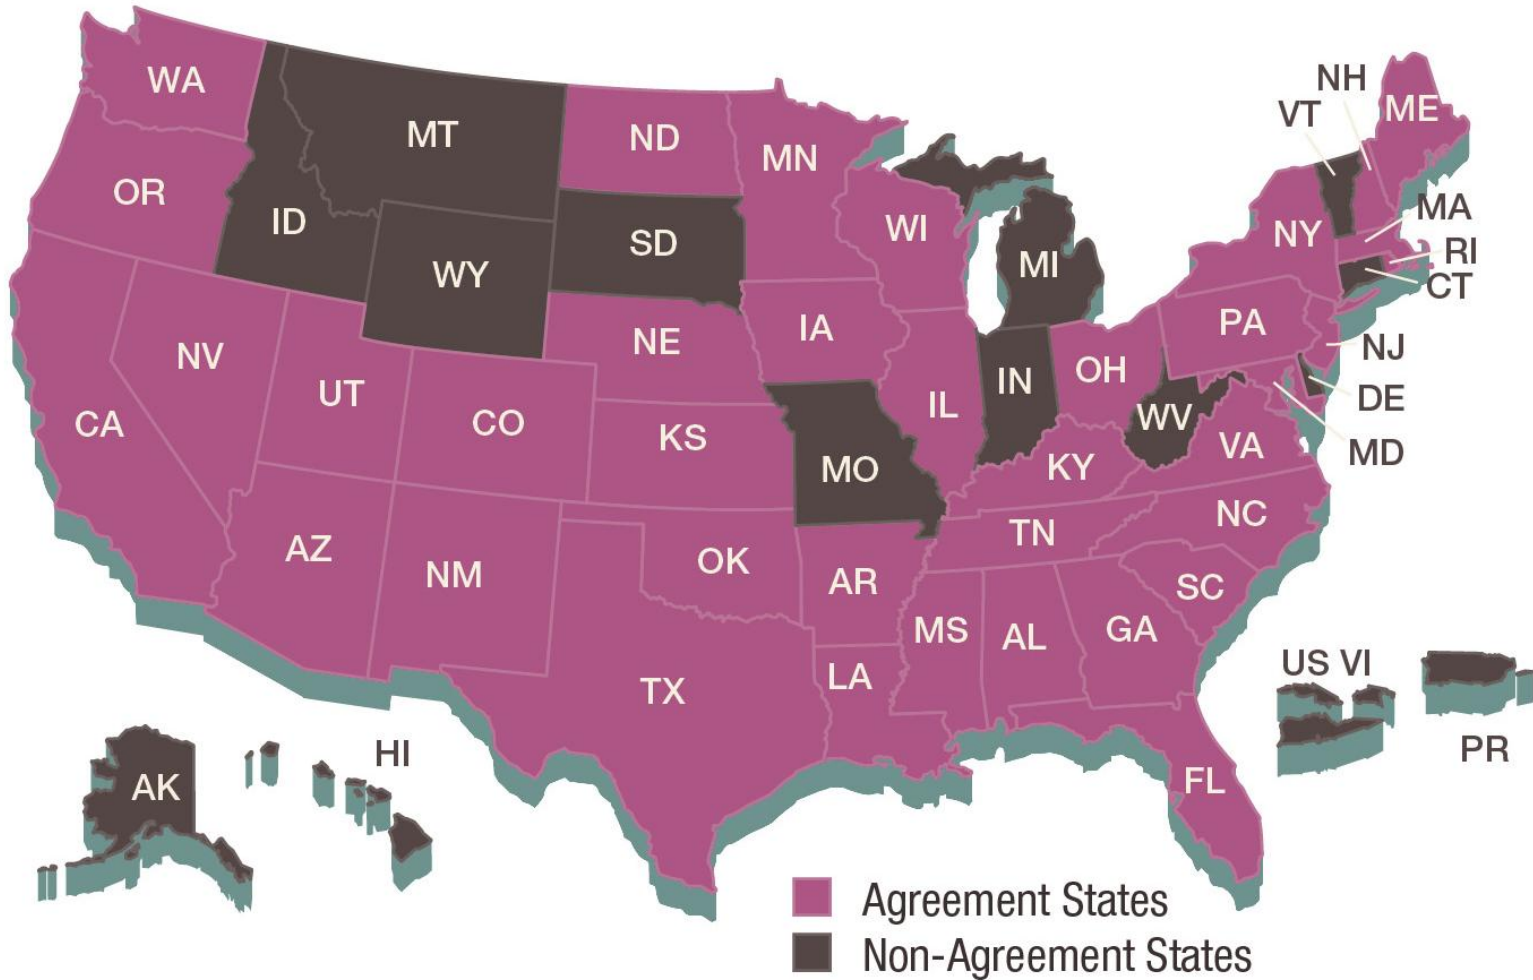 WA
MT
ND
MN
OR
ID
SD
WY
WI
MI
NH
VT
ME
NY
MA
RI
CT
NV
UT
CO
NE
IA
IL
IN
OH
PA
NJ
DE
MD
CA
KS
MO
KY
WV
VA
AZ
NM
OK
AR
TN
NC
SC
TX
LA
MS
AL
GA
FL
US VI
PR
AK
HI
Agreement States
Non-Agreement States